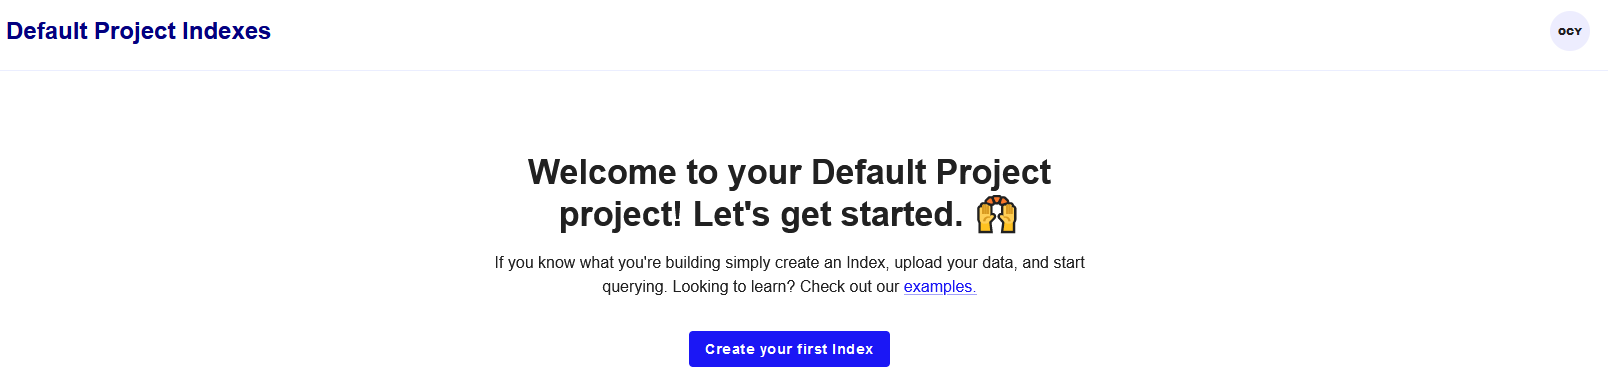 Default Project Indexes
OCY
Welcome to your Default Project
project! Let's get started. 🙌
If you know what you're building simply create an Index, upload your data, and start
querying. Looking to learn? Check out our examples.
Create your first Index